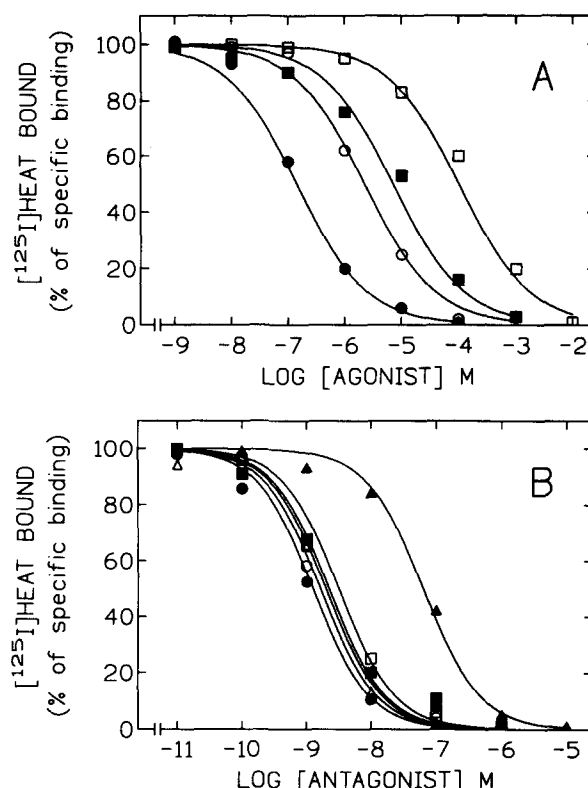 A
[¹²⁵I]HEAT BOUND
(% of specific binding)
100
80
60
40
20
0
-9 -8 -7 -6 -5 -4 -3 -2
LOG [AGONIST] M
B
[¹²⁵I]HEAT BOUND
(% of specific binding)
100
80
60
40
20
0
-11 -10 -9 -8 -7 -6 -5
LOG [ANTAGONIST] M